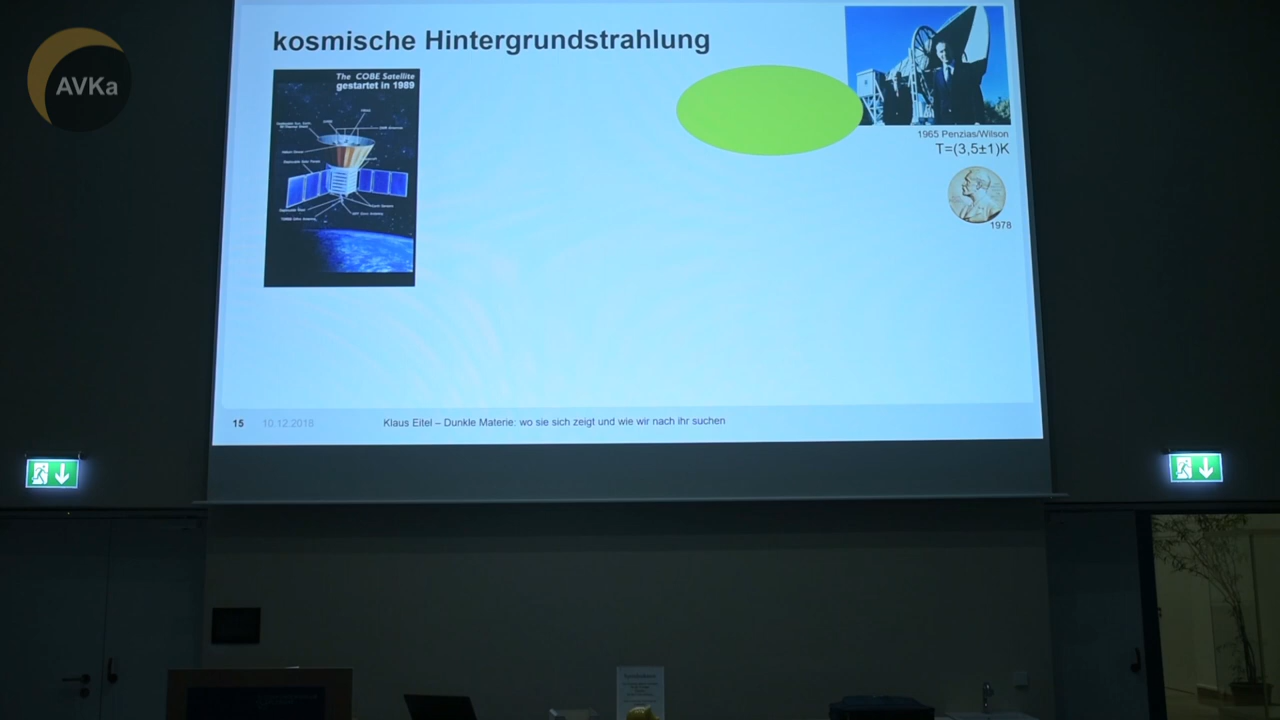 AVKa
kosmische Hintergrundstrahlung
The COBE Satellite
gestartet in 1989
1965 Penzias/Wilson
T=(3,5±1)K
1978
15
10.12.2018
Klaus Eitel – Dunkle Materie: wo sie sich zeigt und wie wir nach ihr suchen